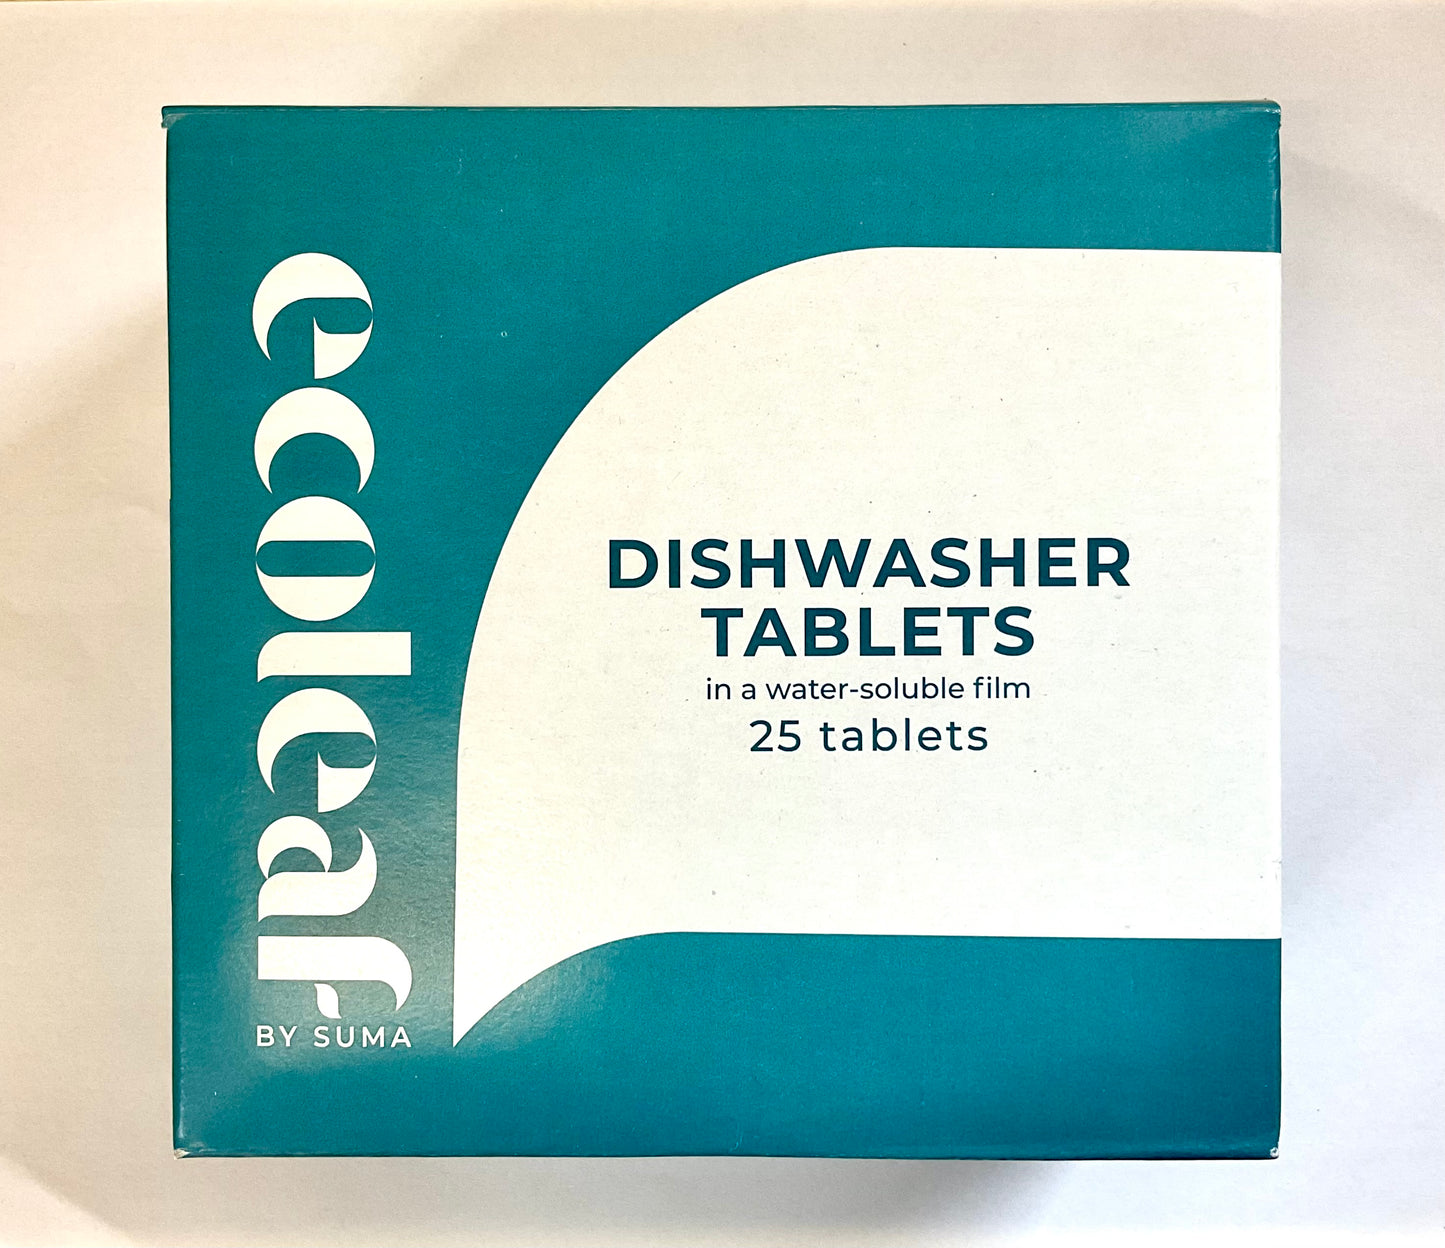 ecoleaf
BY SUMA
DISHWASHER
TABLETS
in a water-soluble film
25 tablets